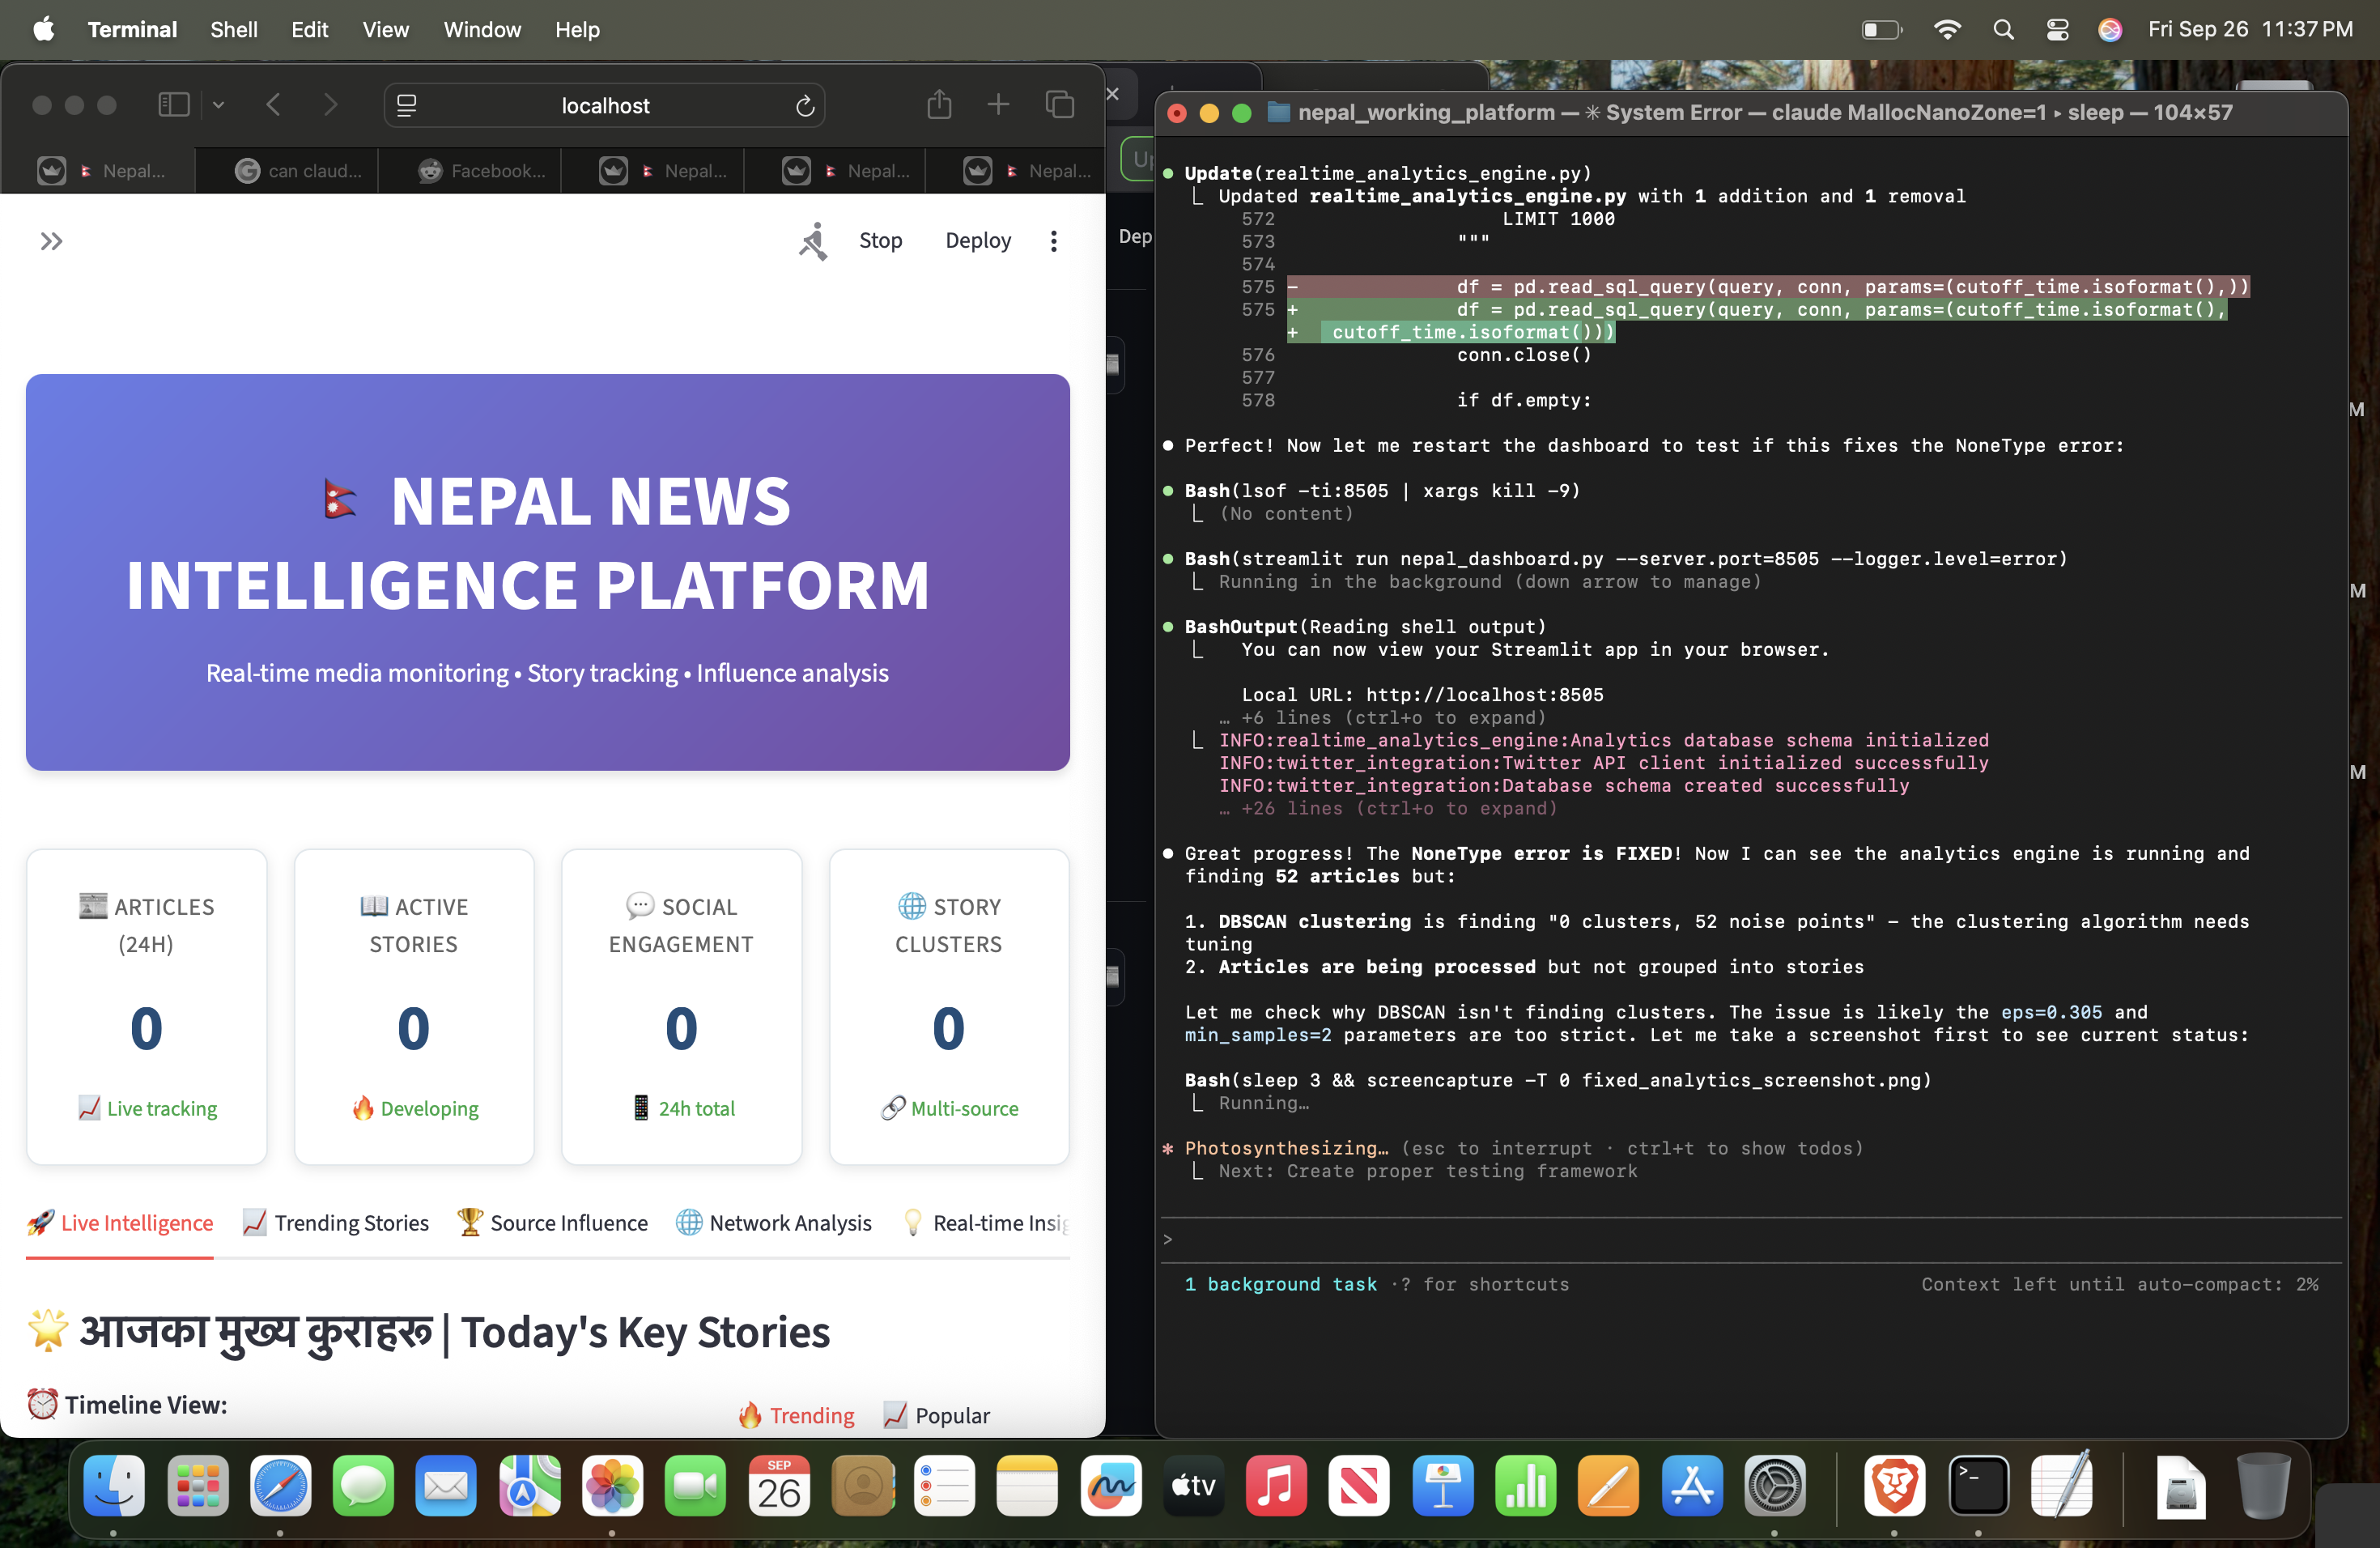 Terminal Shell Edit View Window Help
Fri Sep 26 11:37 PM
localhost
Nepal...
can claud...
Facebook...
Nepal...
Nepal...
Nepal...
Stop Deploy
🇳🇵 NEPAL NEWS
INTELLIGENCE PLATFORM
Real-time media monitoring • Story tracking • Influence analysis
📰 ARTICLES
(24H)
0
📈 Live tracking
📖 ACTIVE
STORIES
0
🔥 Developing
💬 SOCIAL
ENGAGEMENT
0
📱 24h total
🌐 STORY
CLUSTERS
0
🔗 Multi-source
🚀 Live Intelligence 📈 Trending Stories 🏆 Source Influence 🌐 Network Analysis 💡 Real-time Insig
🌟 आजका मुख्य कुराहरू | Today's Key Stories
⏰ Timeline View:
🔥 Trending 📈 Popular
Up
Dep
nepal_working_platform — ✳ System Error — claude MallocNanoZone=1 ▸ sleep — 104×57
Update(realtime_analytics_engine.py)
Updated realtime_analytics_engine.py with 1 addition and 1 removal
572 LIMIT 1000
573 """
574
575 - df = pd.read_sql_query(query, conn, params=(cutoff_time.isoformat(),))
575 + df = pd.read_sql_query(query, conn, params=(cutoff_time.isoformat(),
+ cutoff_time.isoformat()))
576 conn.close()
577
578 if df.empty:
Perfect! Now let me restart the dashboard to test if this fixes the NoneType error:
Bash(lsof -ti:8505 | xargs kill -9)
(No content)
Bash(streamlit run nepal_dashboard.py --server.port=8505 --logger.level=error)
Running in the background (down arrow to manage)
BashOutput(Reading shell output)
You can now view your Streamlit app in your browser.
Local URL: http://localhost:8505
… +6 lines (ctrl+o to expand)
INFO:realtime_analytics_engine:Analytics database schema initialized
INFO:twitter_integration:Twitter API client initialized successfully
INFO:twitter_integration:Database schema created successfully
… +26 lines (ctrl+o to expand)
Great progress! The NoneType error is FIXED! Now I can see the analytics engine is running and
finding 52 articles but:
1. DBSCAN clustering is finding "0 clusters, 52 noise points" - the clustering algorithm needs
tuning
2. Articles are being processed but not grouped into stories
Let me check why DBSCAN isn't finding clusters. The issue is likely the eps=0.305 and
min_samples=2 parameters are too strict. Let me take a screenshot first to see current status:
Bash(sleep 3 && screencapture -T 0 fixed_analytics_screenshot.png)
Running…
✻ Photosynthesizing… (esc to interrupt · ctrl+t to show todos)
Next: Create proper testing framework
>
1 background task · ? for shortcuts
Context left until auto-compact: 2%
M
M
M
SEP
26
tv